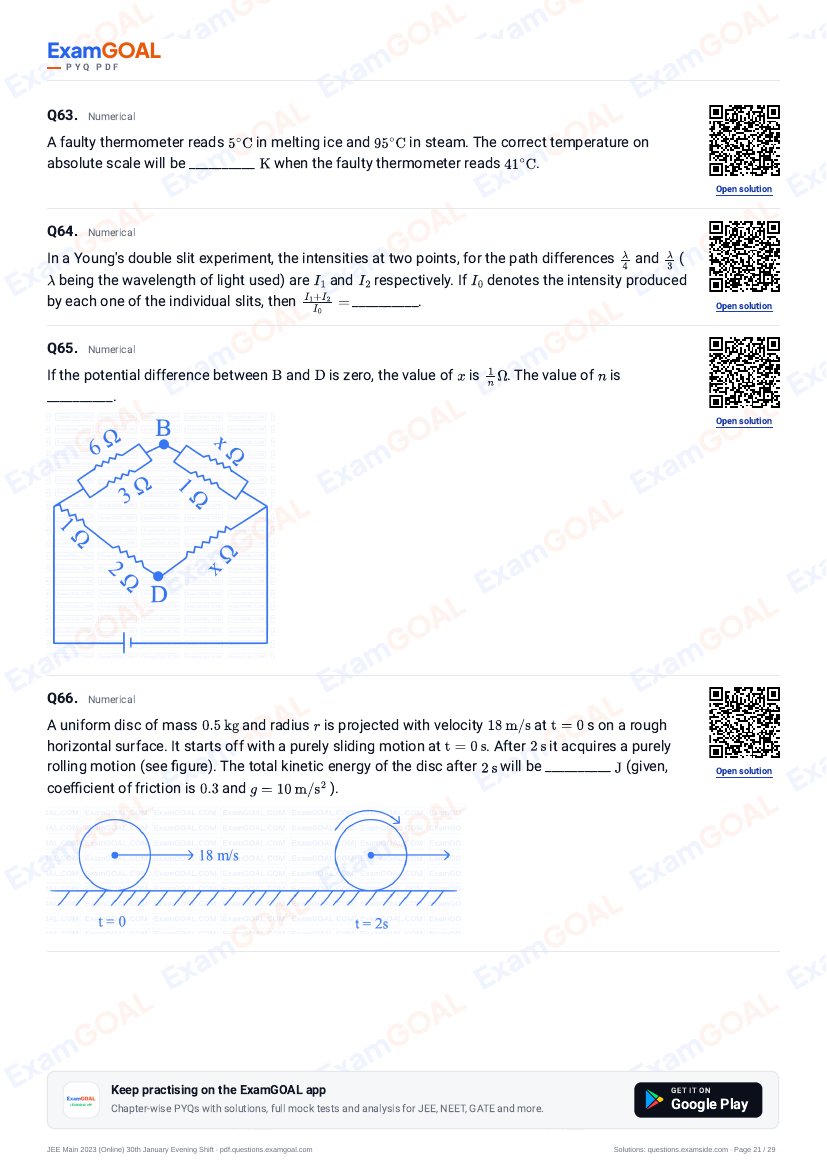 ExamGOAL
PYQ PDF
Q63. Numerical
A faulty thermometer reads 5°C in melting ice and 95°C in steam. The correct temperature on
absolute scale will be __________ K when the faulty thermometer reads 41°C.
Open solution
Q64. Numerical
In a Young's double slit experiment, the intensities at two points, for the path differences λ/4 and λ/3 (
λ being the wavelength of light used) are I₁ and I₂ respectively. If I₀ denotes the intensity produced
by each one of the individual slits, then (I₁+I₂)/I₀ = __________.
Open solution
Q65. Numerical
If the potential difference between B and D is zero, the value of x is 1/n Ω. The value of n is
__________.
Open solution
B
6 Ω
x Ω
3 Ω
1 Ω
1 Ω
2 Ω
x Ω
D
Q66. Numerical
A uniform disc of mass 0.5 kg and radius r is projected with velocity 18 m/s at t = 0 s on a rough
horizontal surface. It starts off with a purely sliding motion at t = 0 s. After 2 s it acquires a purely
rolling motion (see figure). The total kinetic energy of the disc after 2 s will be __________ J (given,
coefficient of friction is 0.3 and g = 10 m/s² ).
Open solution
18 m/s
t = 0
t = 2s
Keep practising on the ExamGOAL app
Chapter-wise PYQs with solutions, full mock tests and analysis for JEE, NEET, GATE and more.
GET IT ON
Google Play
JEE Main 2023 (Online) 30th January Evening Shift · pdf.questions.examgoal.com
Solutions: questions.examside.com · Page 21 / 29